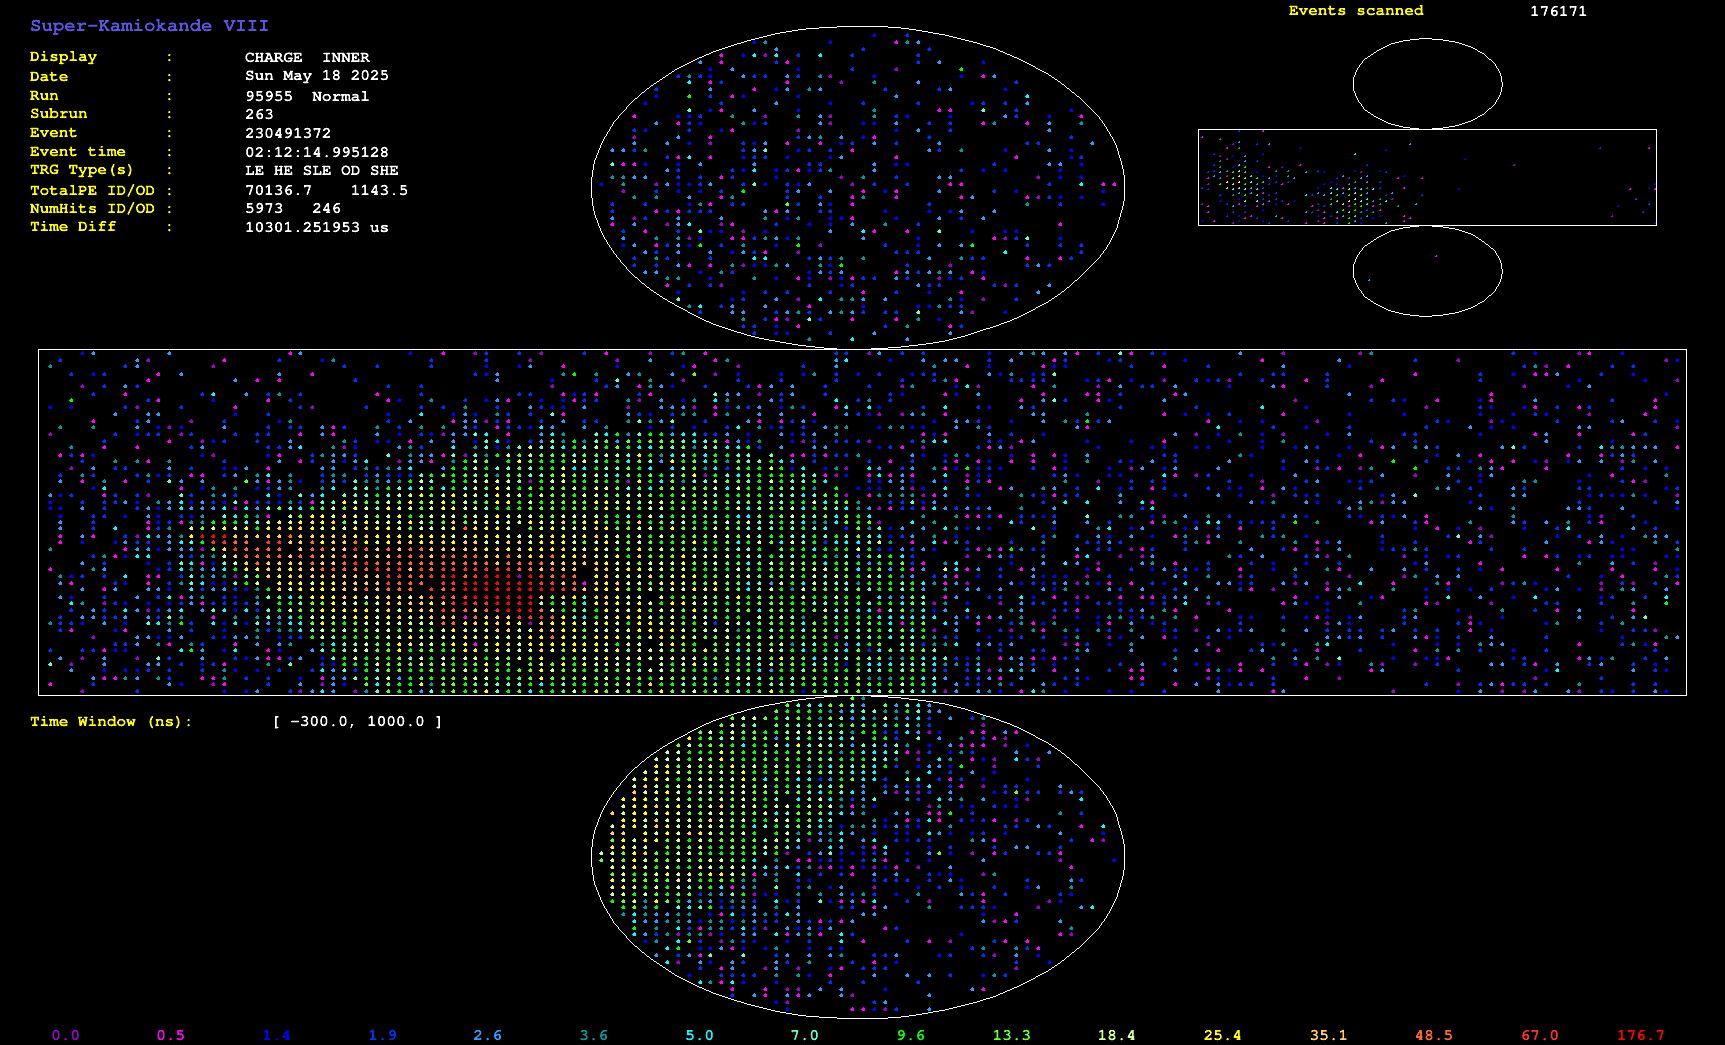 Super-Kamiokande VIII
Events scanned 176171
Display : CHARGE INNER
Date : Sun May 18 2025
Run : 95955 Normal
Subrun : 263
Event : 230491372
Event time : 02:12:14.995128
TRG Type(s) : LE HE SLE OD SHE
TotalPE ID/OD : 70136.7 1143.5
NumHits ID/OD : 5973 246
Time Diff : 10301.251953 us
Time Window (ns): [ -300.0, 1000.0 ]
0.0 0.5 1.4 1.9 2.6 3.6 5.0 7.0 9.6 13.3 18.4 25.4 35.1 48.5 67.0 176.7